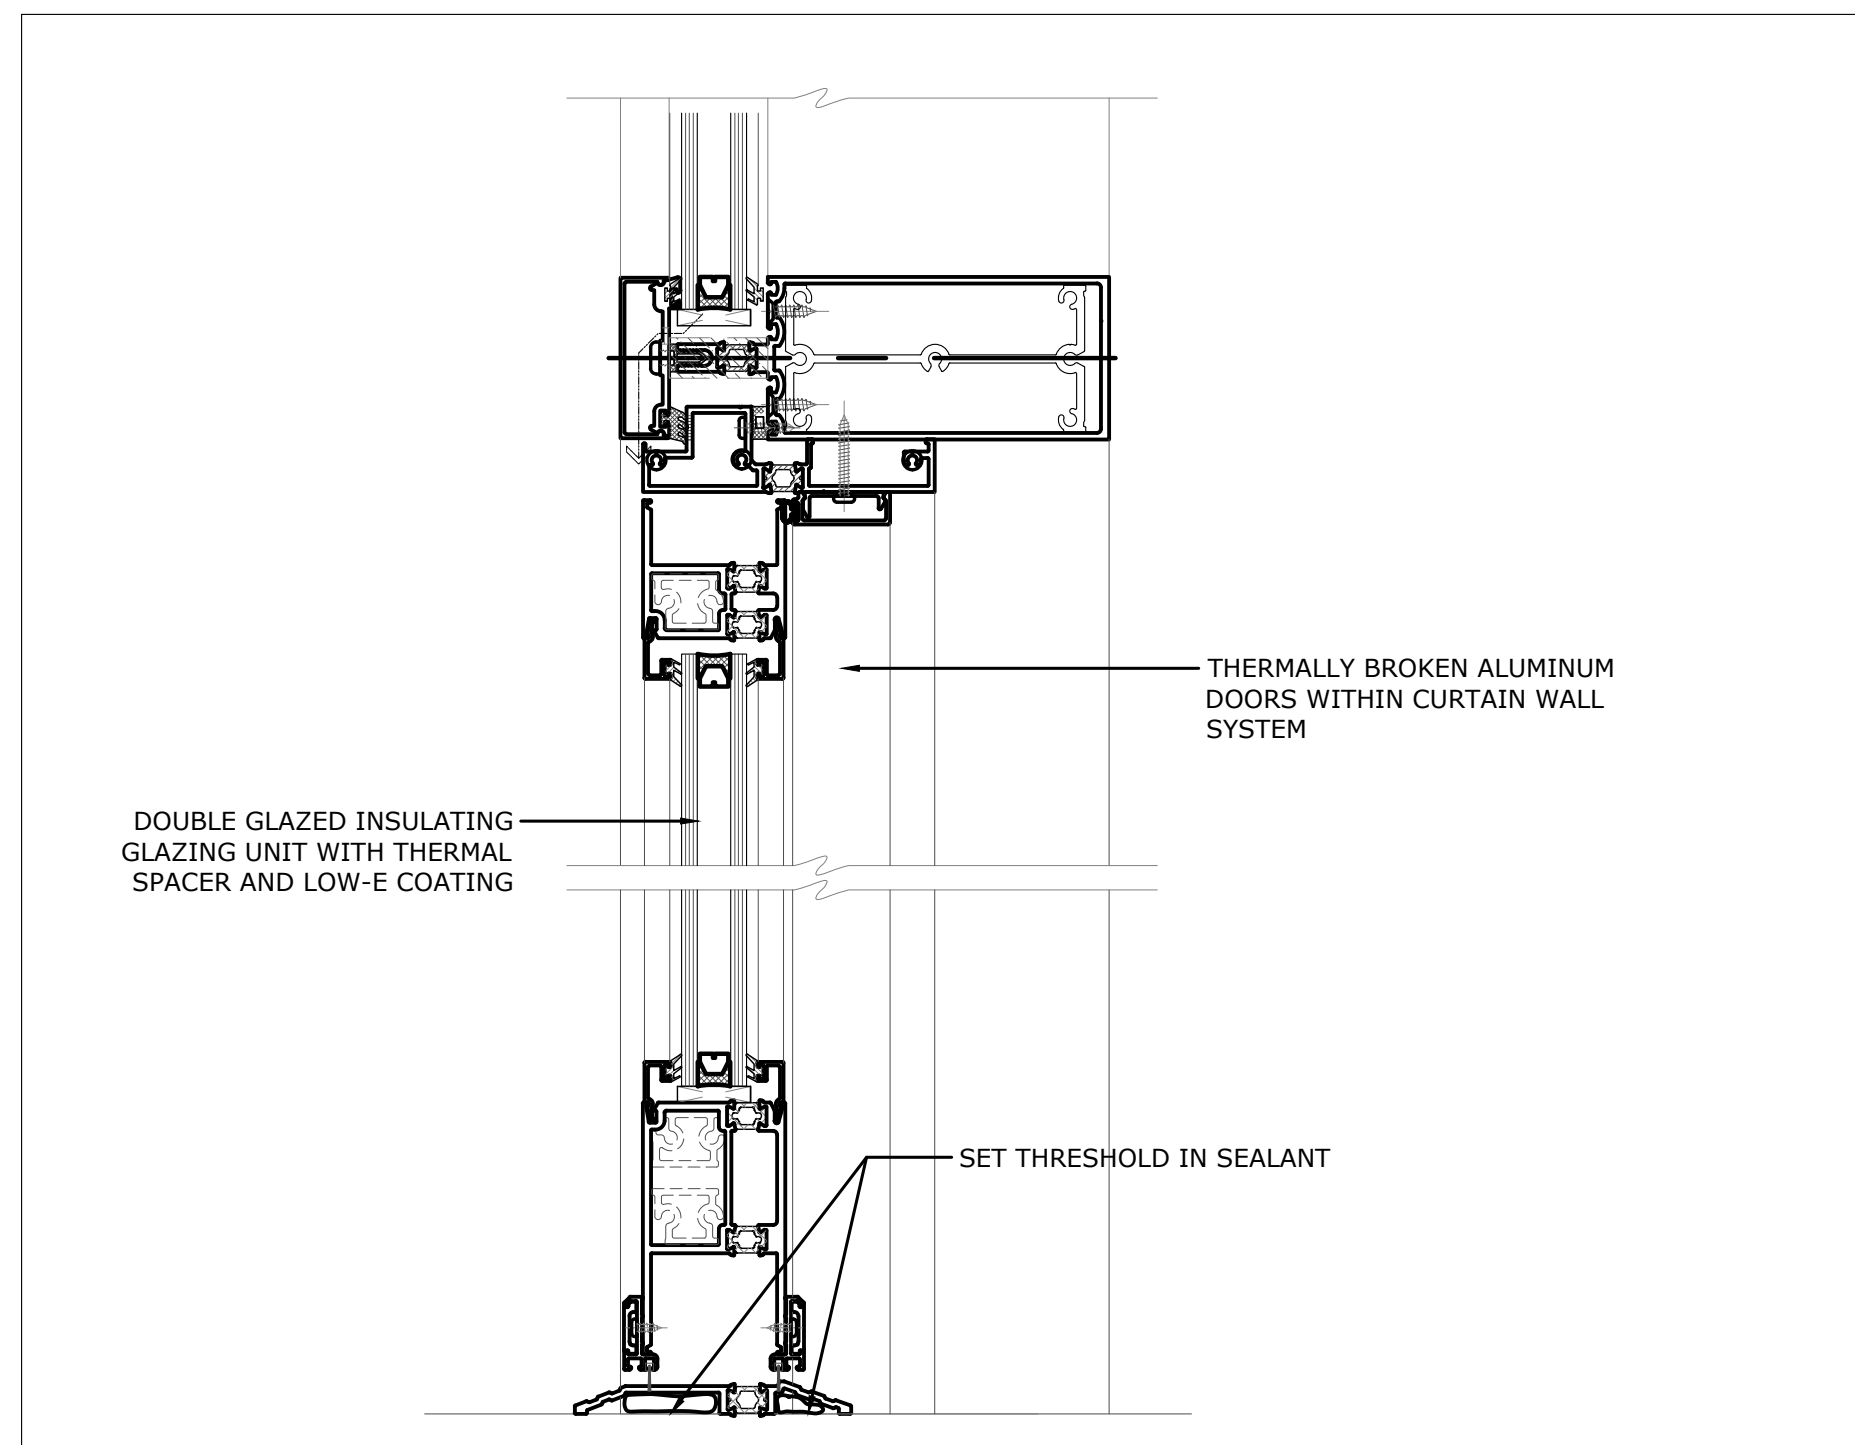 THERMALLY BROKEN ALUMINUM
DOORS WITHIN CURTAIN WALL
SYSTEM
DOUBLE GLAZED INSULATING
GLAZING UNIT WITH THERMAL
SPACER AND LOW-E COATING
SET THRESHOLD IN SEALANT